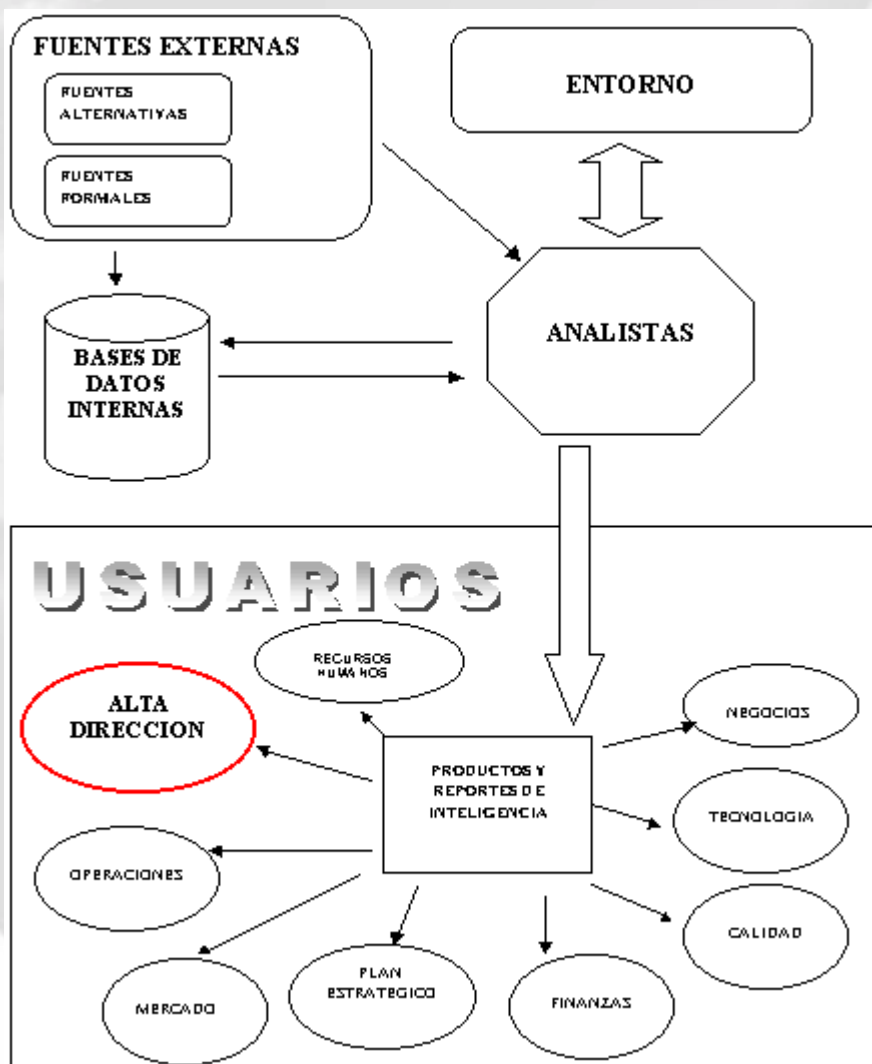 FUENTES EXTERNAS
FUENTES
ALTERNATIVAS
FUENTES
FORMALES
ENTORNO
ANALISTAS
BASES DE
DATOS
INTERNAS
USUARIOS
RECURSOS
HUMANOS
ALTA
DIRECCION
NEGOCIOS
PRODUCTOS Y
REPORTES DE
INTELIGENCIA
TECNOLOGIA
OPERACIONES
CALIDAD
PLAN
ESTRATEGICO
MERCADO
FINANZAS